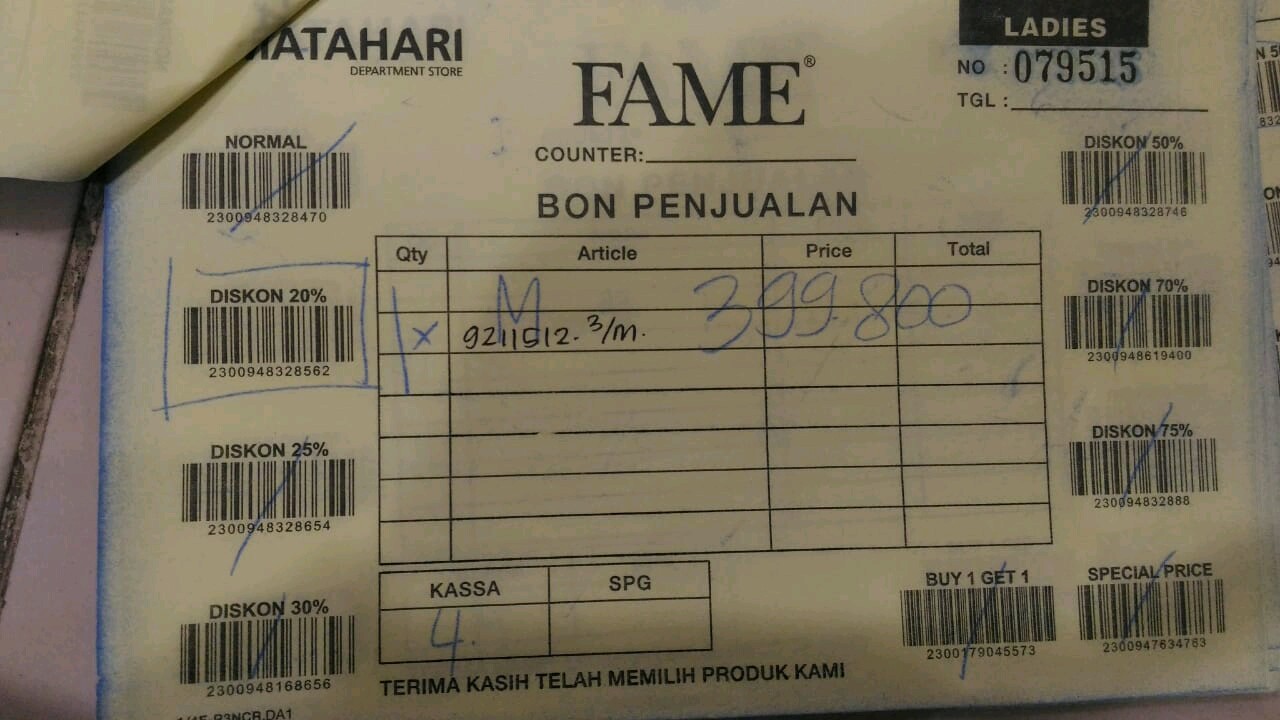 MATAHARI
DEPARTMENT STORE
FAME®
LADIES
NO : 079515
TGL :
COUNTER:
BON PENJUALAN
NORMAL
2300948328470
DISKON 20%
2300948328562
DISKON 25%
2300948328654
DISKON 30%
2300948168656
Qty Article Price Total
M 399.800
1 x 9211512. 3/M.
KASSA SPG
4.
TERIMA KASIH TELAH MEMILIH PRODUK KAMI
DISKON 50%
2300948328746
DISKON 70%
2300948619400
DISKON 75%
230094832888
BUY 1 GET 1
2300179045573
SPECIAL PRICE
2300947634763